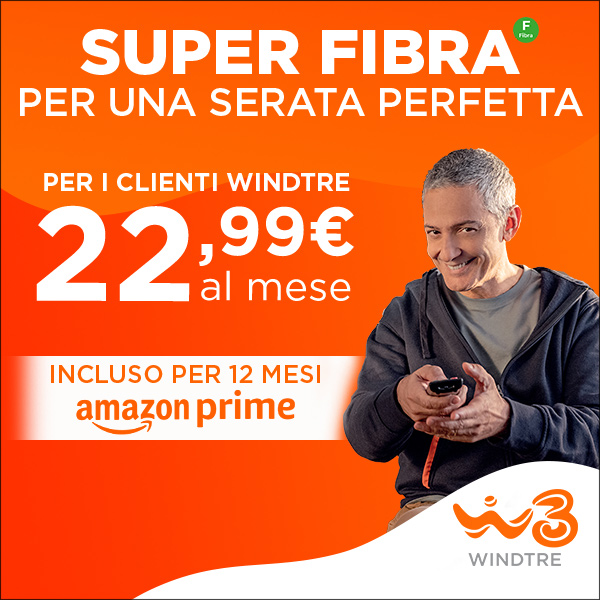 SUPER FIBRA
F
Fibra
PER UNA SERATA PERFETTA
PER I CLIENTI WINDTRE
22,99€
al mese
INCLUSO PER 12 MESI
amazon prime
WINDTRE